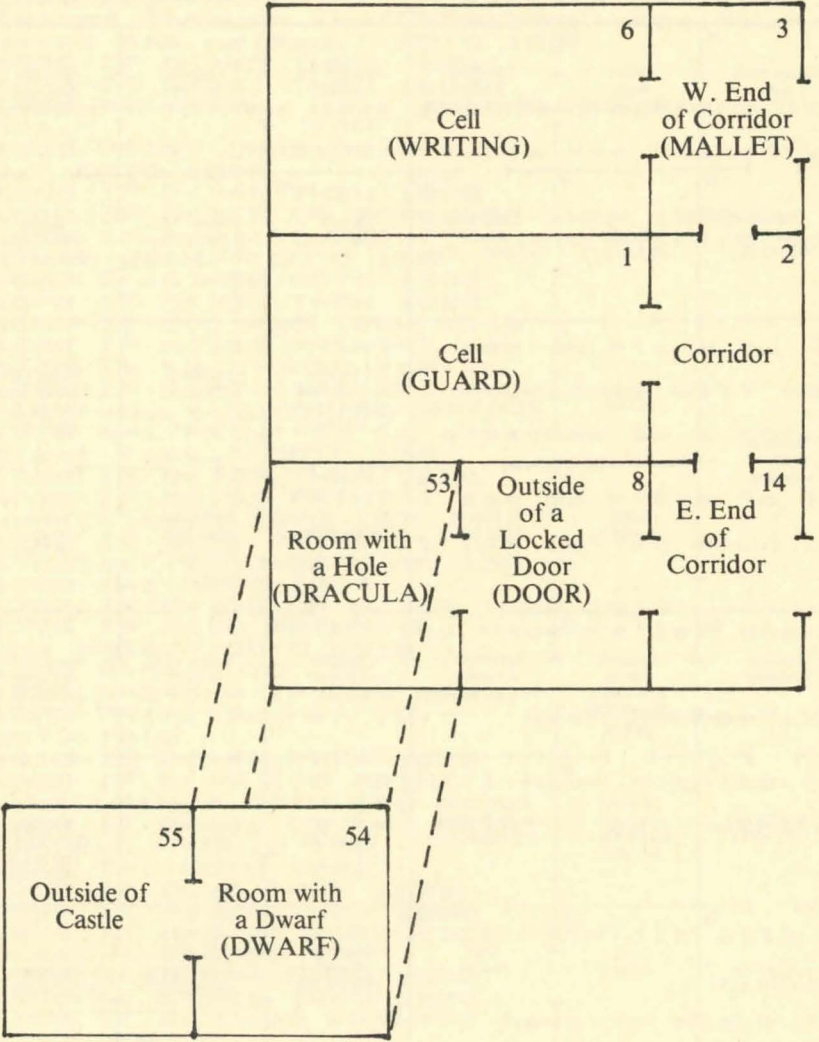 6
3
Cell
(WRITING)
W. End
of Corridor
(MALLET)
1
2
Cell
(GUARD)
Corridor
53
Outside
of a
Locked
Door
(DOOR)
8
14
E. End
of
Corridor
Room with
a Hole
(DRACULA)
55
54
Outside of
Castle
Room with
a Dwarf
(DWARF)